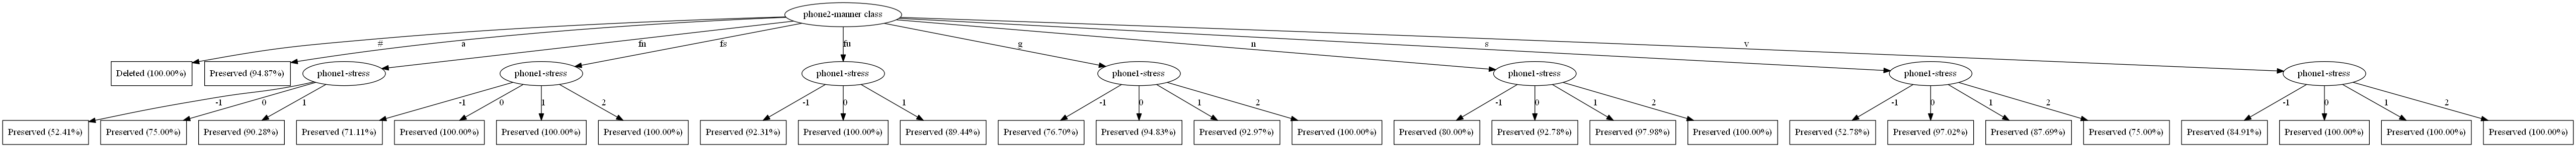 phone2-manner class
# a fn fs fu g n s v
Deleted (100.00%) Preserved (94.87%) phone1-stress phone1-stress phone1-stress phone1-stress phone1-stress phone1-stress phone1-stress
-1 0 1 -1 0 1 2 -1 0 1 -1 0 1 2 -1 0 1 2 -1 0 1 2 -1 0 1 2
Preserved (52.41%) Preserved (75.00%) Preserved (90.28%) Preserved (71.11%) Preserved (100.00%) Preserved (100.00%) Preserved (100.00%) Preserved (92.31%) Preserved (100.00%) Preserved (89.44%) Preserved (76.70%) Preserved (94.83%) Preserved (92.97%) Preserved (100.00%) Preserved (80.00%) Preserved (92.78%) Preserved (97.98%) Preserved (100.00%) Preserved (52.78%) Preserved (97.02%) Preserved (87.69%) Preserved (75.00%) Preserved (84.91%) Preserved (100.00%) Preserved (100.00%) Preserved (100.00%)